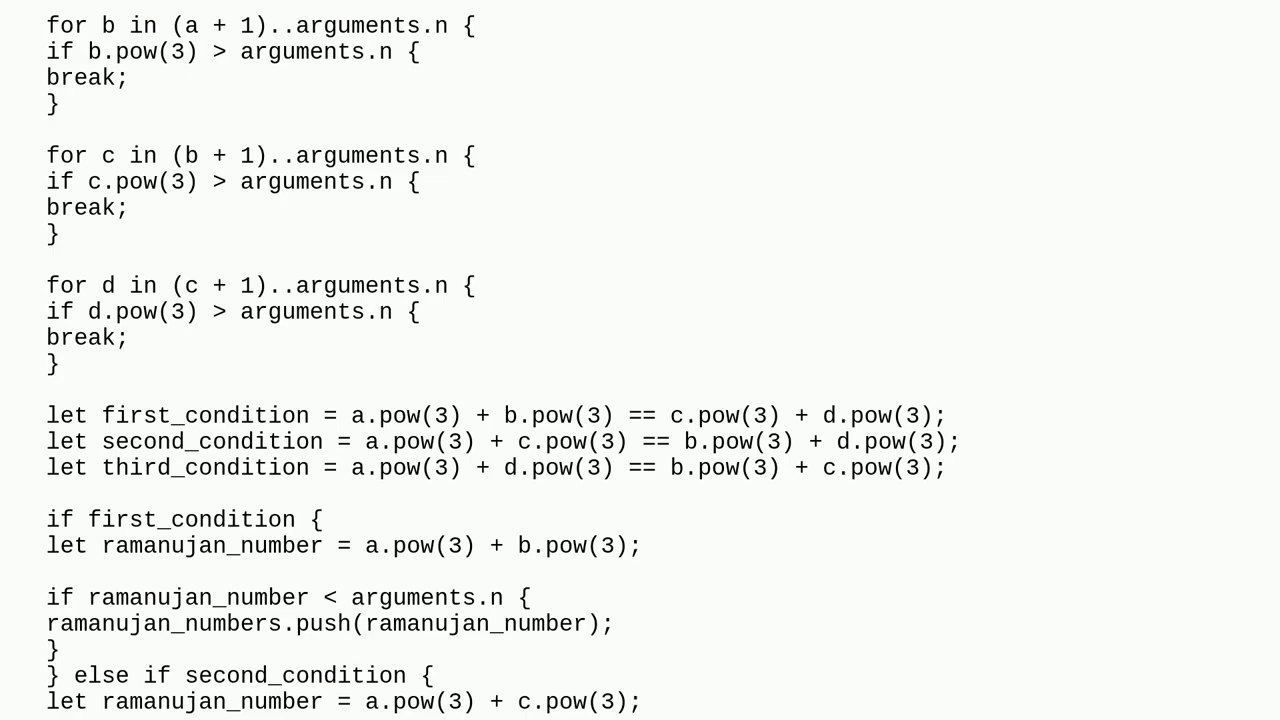 for b in (a + 1)..arguments.n {
if b.pow(3) > arguments.n {
break;
}
for c in (b + 1)..arguments.n {
if c.pow(3) > arguments.n {
break;
}
for d in (c + 1)..arguments.n {
if d.pow(3) > arguments.n {
break;
}
let first_condition = a.pow(3) + b.pow(3) == c.pow(3) + d.pow(3);
let second_condition = a.pow(3) + c.pow(3) == b.pow(3) + d.pow(3);
let third_condition = a.pow(3) + d.pow(3) == b.pow(3) + c.pow(3);
if first_condition {
let ramanujan_number = a.pow(3) + b.pow(3);
if ramanujan_number < arguments.n {
ramanujan_numbers.push(ramanujan_number);
}
} else if second_condition {
let ramanujan_number = a.pow(3) + c.pow(3);